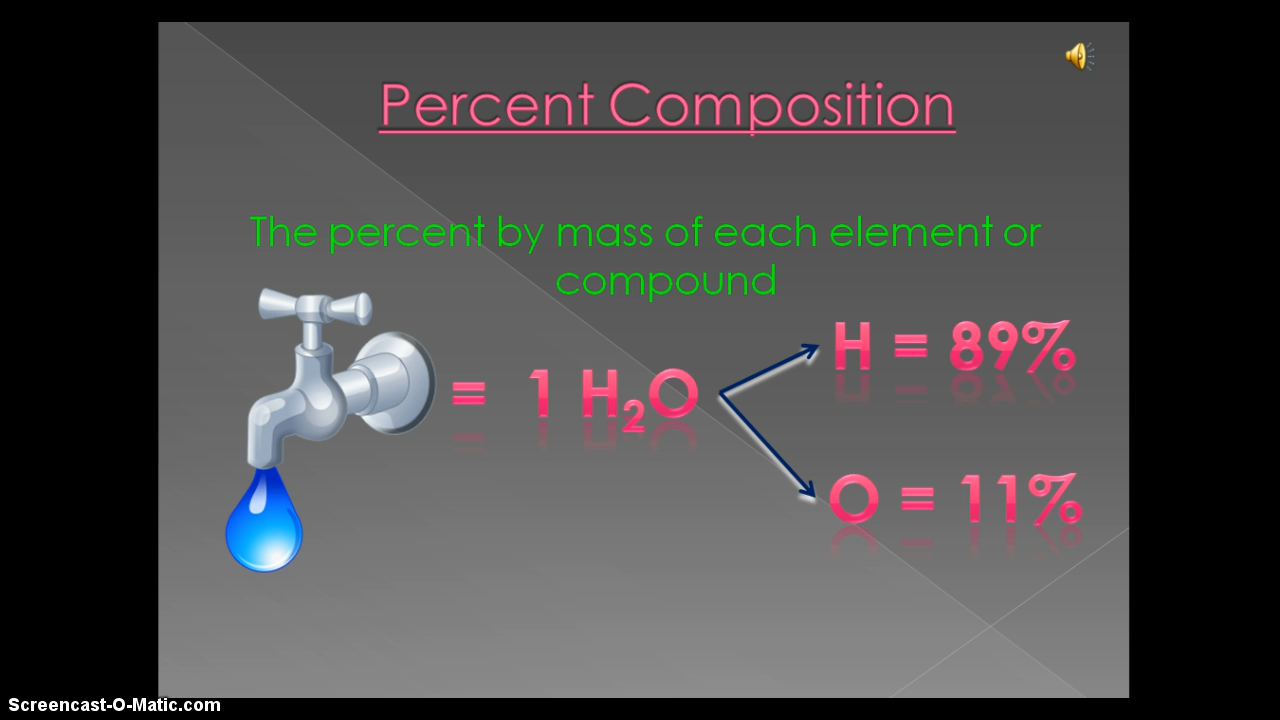 Percent Composition
The percent by mass of each element or
compound
H = 89%
= 1 H₂O
O = 11%
Screencast-O-Matic.com